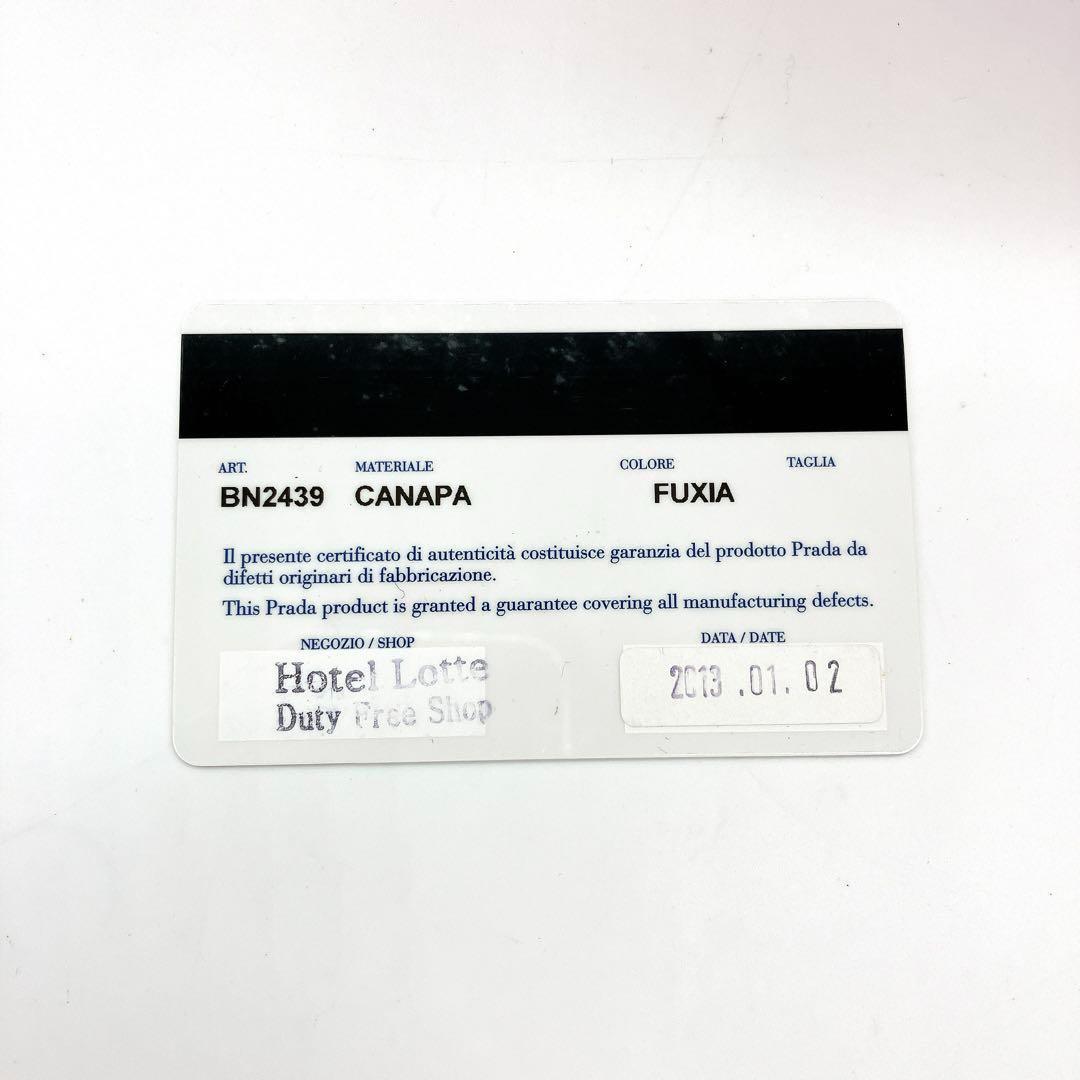 ART. MATERIALE COLORE TAGLIA
BN2439 CANAPA FUXIA
Il presente certificato di autenticità costituisce garanzia del prodotto Prada da
difetti originari di fabbricazione.
This Prada product is granted a guarantee covering all manufacturing defects.
NEGOZIO / SHOP DATA / DATE
Hotel Lotte 2013 .01. 02
Duty Free Shop